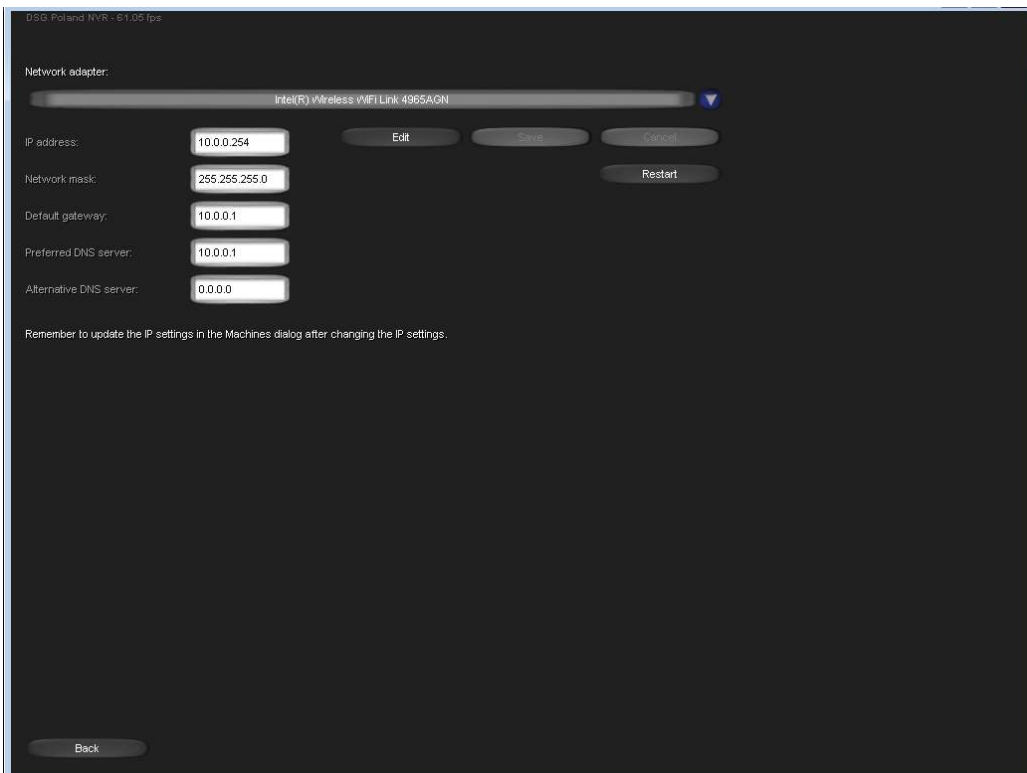 DSG Poland NVR - 61.05 fps
Network adapter:
Intel(R) Wireless WiFi Link 4965AGN
IP address:
10.0.0.254
Edit
Save
Cancel
Network mask:
255.255.255.0
Restart
Default gateway:
10.0.0.1
Preferred DNS server:
10.0.0.1
Alternative DNS server:
0.0.0.0
Remember to update the IP settings in the Machines dialog after changing the IP settings.
Back